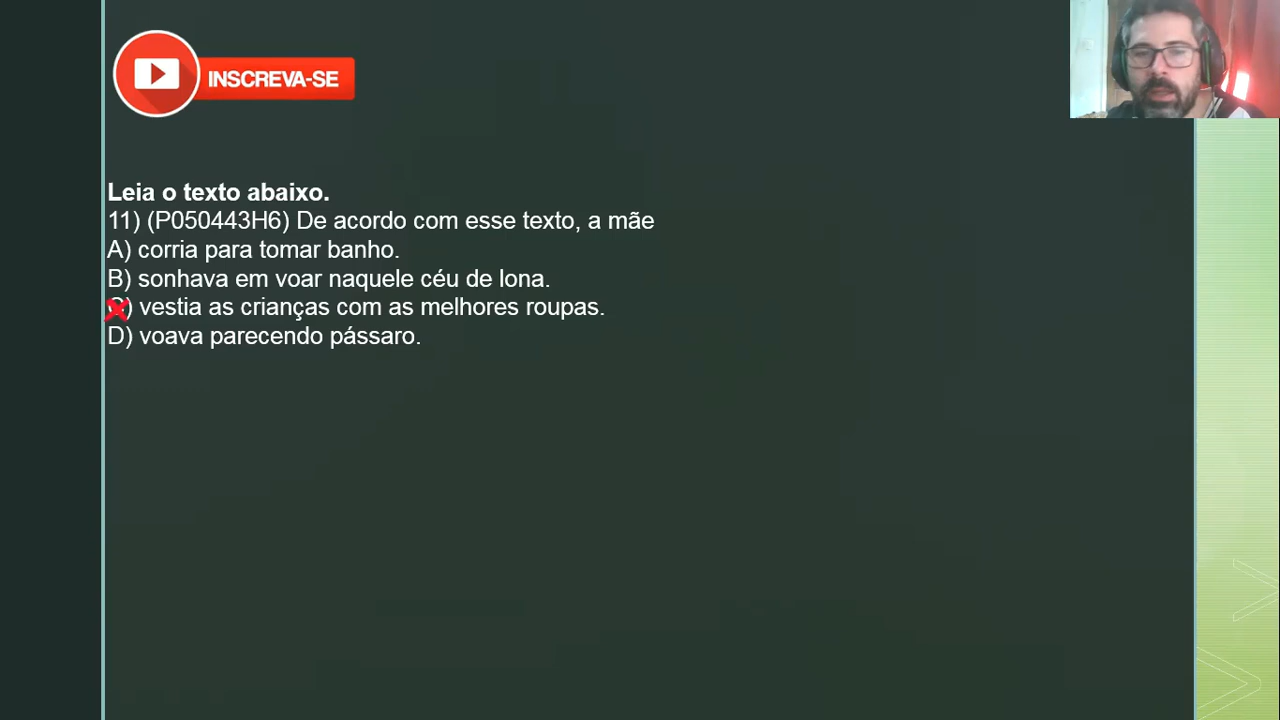 INSCREVA-SE
Leia o texto abaixo.
11) (P050443H6) De acordo com esse texto, a mãe
A) corria para tomar banho.
B) sonhava em voar naquele céu de lona.
C) vestia as crianças com as melhores roupas.
D) voava parecendo pássaro.